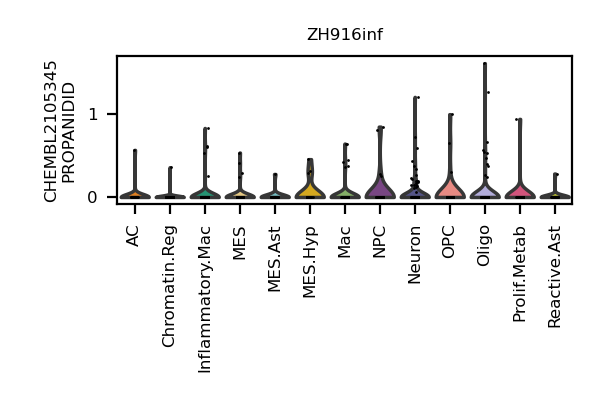 ZH916inf
CHEMBL2105345
PROPANIDID
1
0
AC
Chromatin.Reg
Inflammatory.Mac
MES
MES.Ast
MES.Hyp
Mac
NPC
Neuron
OPC
Oligo
Prolif.Metab
Reactive.Ast